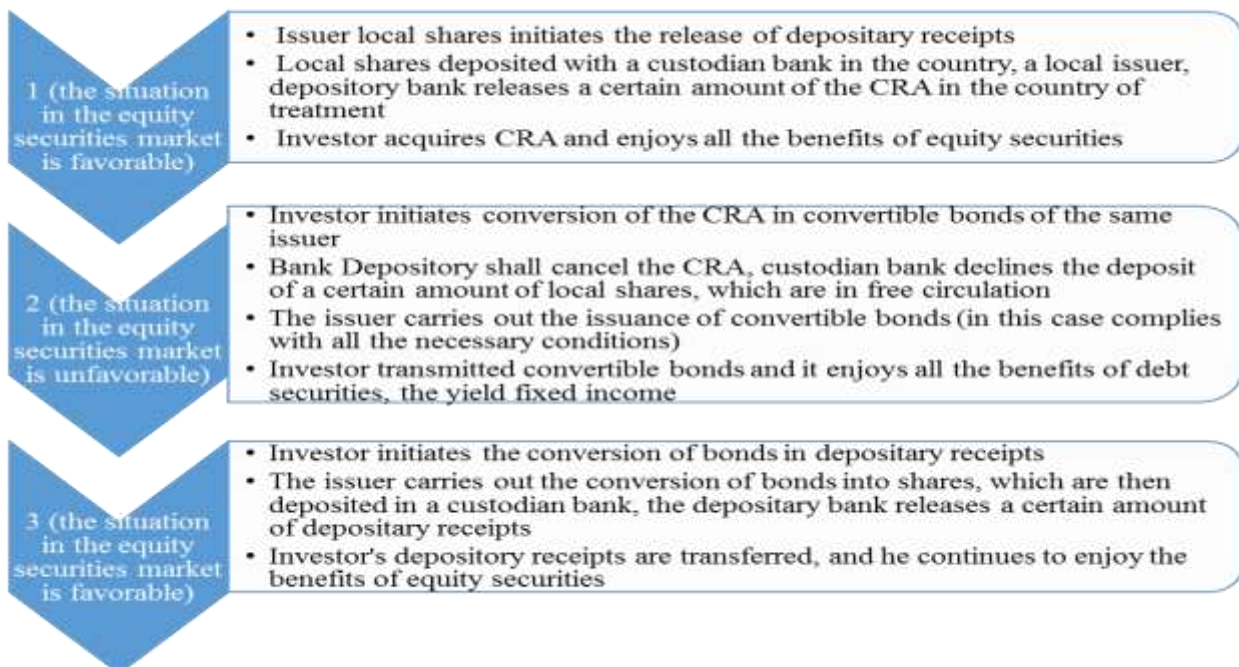 1 (the situation
in the equity
securities market
is favorable)
• Issuer local shares initiates the release of depositary receipts
• Local shares deposited with a custodian bank in the country, a local issuer,
depository bank releases a certain amount of the CRA in the country of
treatment
• Investor acquires CRA and enjoys all the benefits of equity securities
2 (the situation
in the equity
securities market
is unfavorable)
• Investor initiates conversion of the CRA in convertible bonds of the same
issuer
• Bank Depository shall cancel the CRA, custodian bank declines the deposit
of a certain amount of local shares, which are in free circulation
• The issuer carries out the issuance of convertible bonds (in this case complies
with all the necessary conditions)
• Investor transmitted convertible bonds and it enjoys all the benefits of debt
securities, the yield fixed income
3 (the situation
in the equity
securities market
is favorable)
• Investor initiates the conversion of bonds in depositary receipts
• The issuer carries out the conversion of bonds into shares, which are then
deposited in a custodian bank, the depositary bank releases a certain amount
of depositary receipts
• Investor's depository receipts are transferred, and he continues to enjoy the
benefits of equity securities